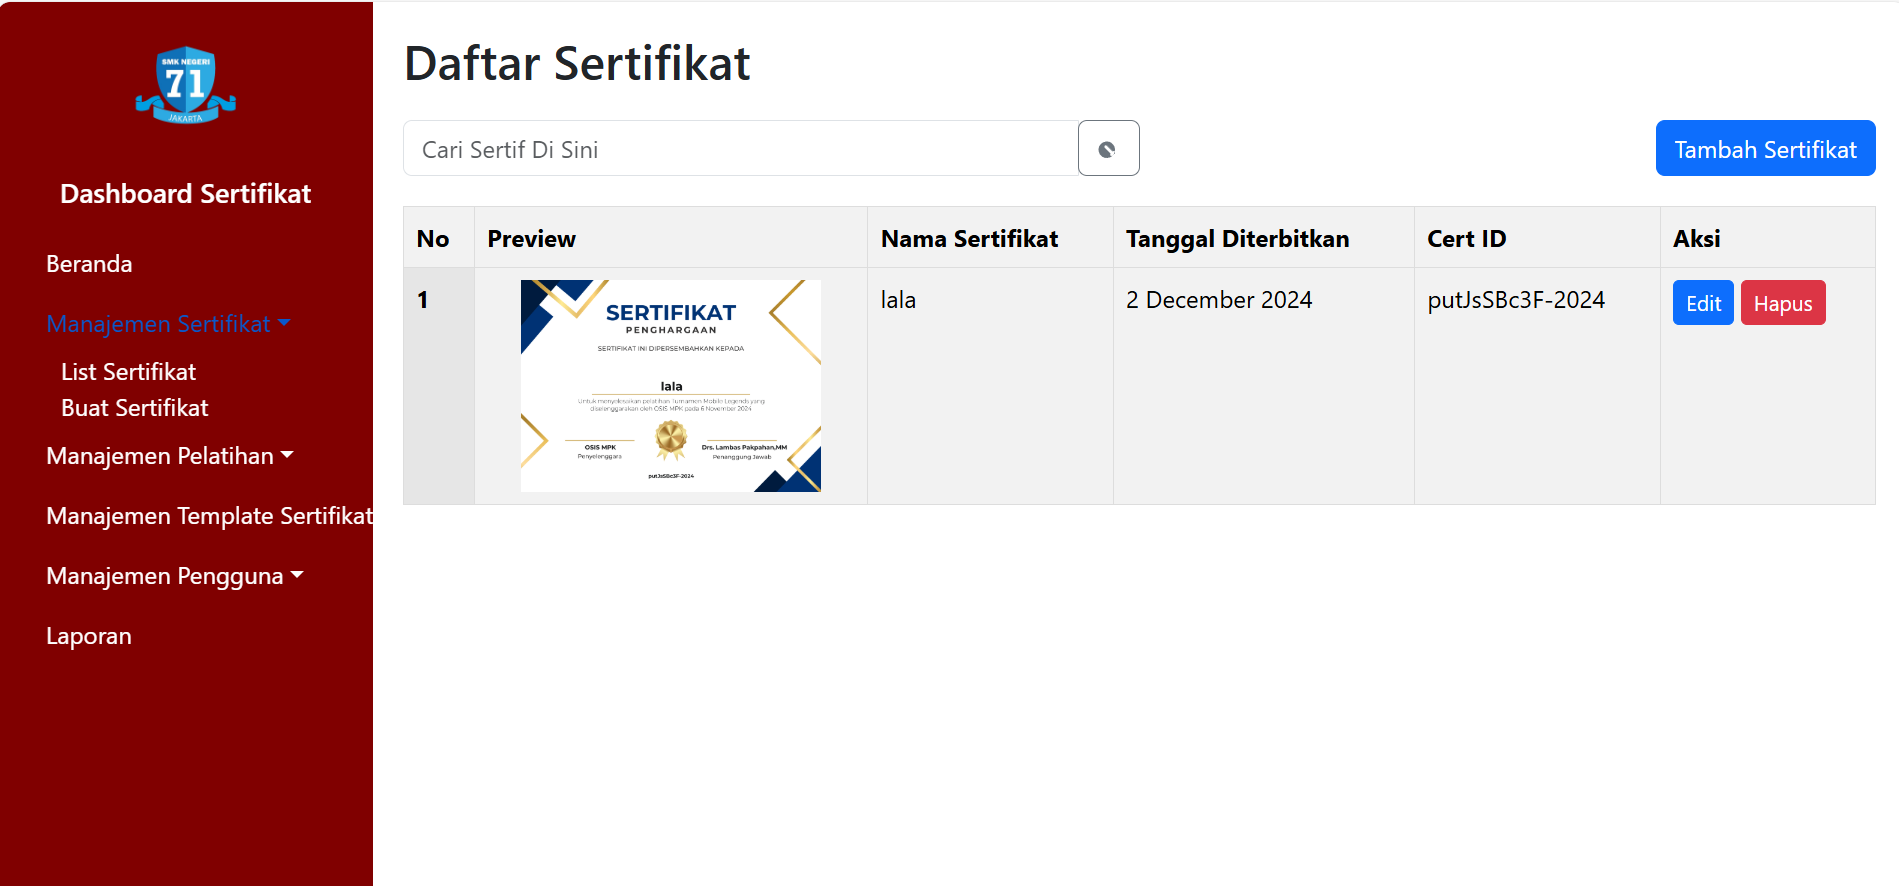 SMK NEGERI
71
JAKARTA
Dashboard Sertifikat
Beranda
Manajemen Sertifikat
List Sertifikat
Buat Sertifikat
Manajemen Pelatihan
Manajemen Template Sertifikat
Manajemen Pengguna
Laporan
Daftar Sertifikat
Cari Sertif Di Sini
Tambah Sertifikat
No Preview Nama Sertifikat Tanggal Diterbitkan Cert ID Aksi
1 lala 2 December 2024 putJsSBc3F-2024 Edit Hapus
SERTIFIKAT
PENGHARGAAN
SERTIFIKAT INI DIPERSEMBAHKAN KEPADA
lala
Untuk menyelesaikan pelatihan Turnamen Mobile Legends yang
diselenggarakan oleh OSIS MPK pada 6 November 2024
OSIS MPK Drs. Lambas Pakpahan,MM
Penyelenggara Penanggung Jawab
putJsSBc3F-2024